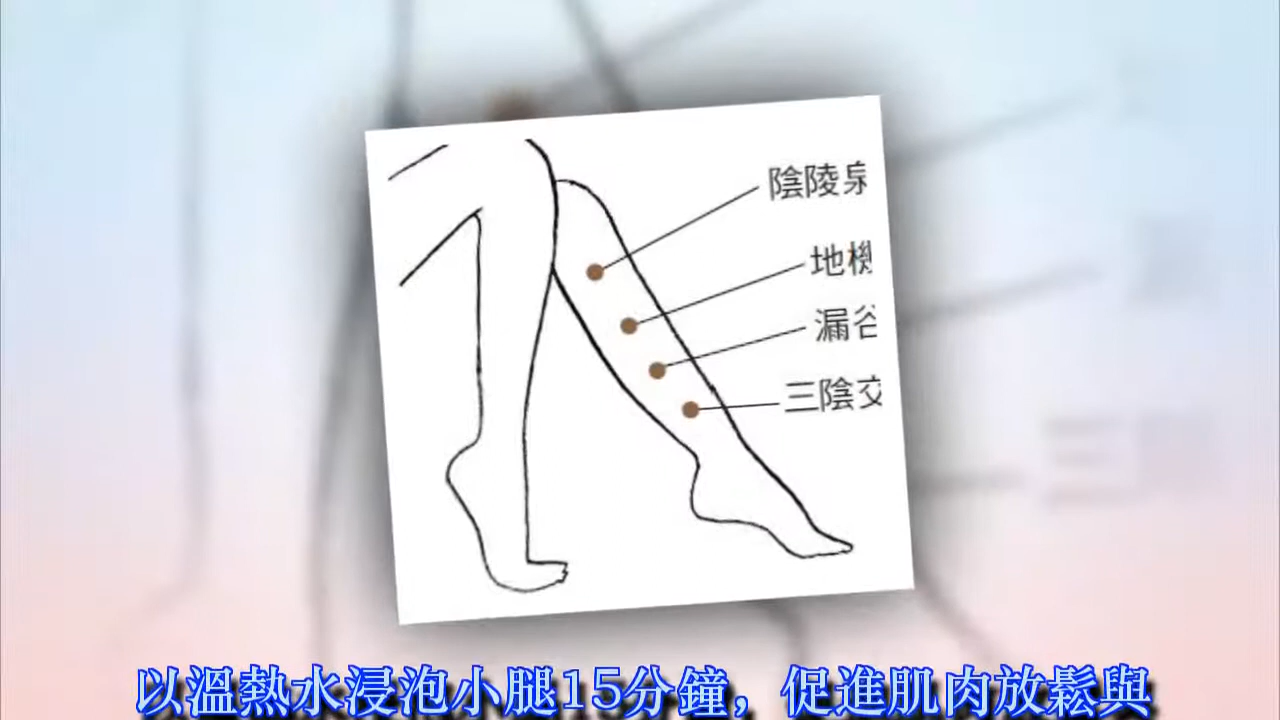 陰陵泉
地機
漏谷
三陰交
以溫熱水浸泡小腿15分鐘，促進肌肉放鬆與